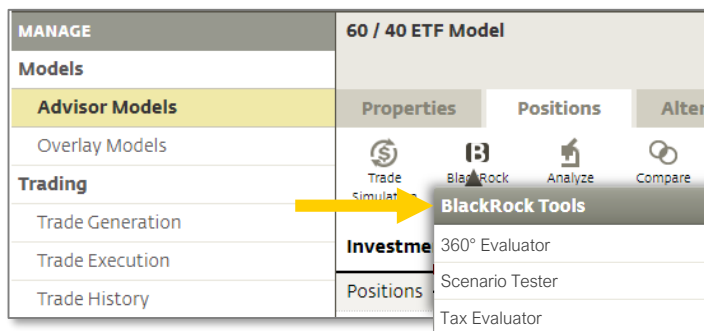 MANAGE
Models
Advisor Models
Overlay Models
Trading
Trade Generation
Trade Execution
Trade History
60 / 40 ETF Model
Properties Positions Alter
Trade BlackRock Analyze Compare
BlackRock Tools
Investme
Positions
360° Evaluator
Scenario Tester
Tax Evaluator